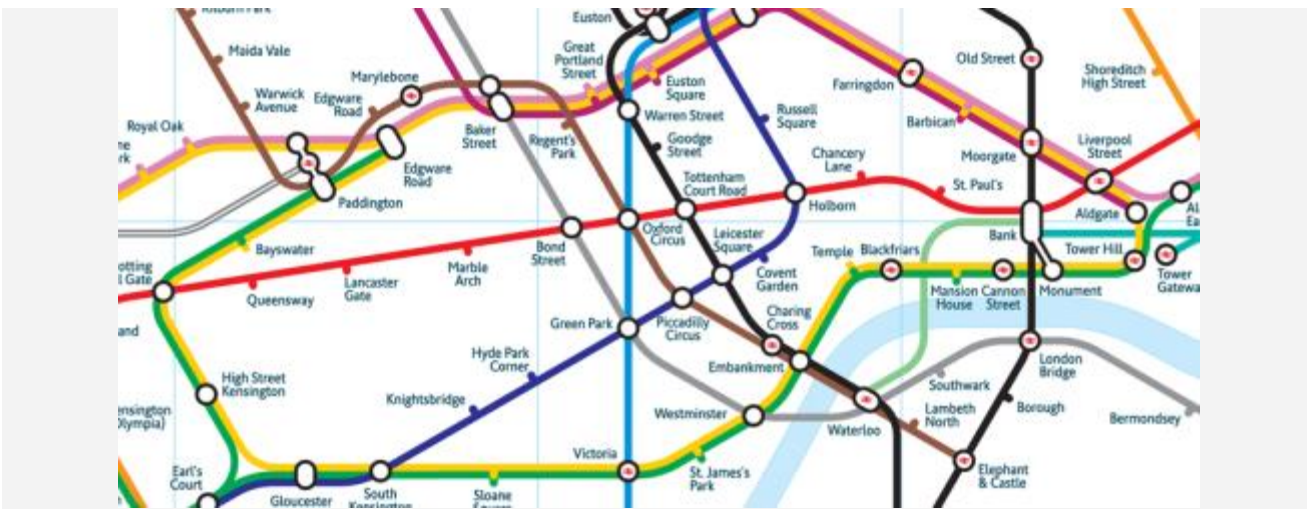 Euston
Maida Vale
Great
Portland
Street
Old Street
Marylebone
Shoreditch
High Street
Warwick
Avenue
Edgware
Road
Euston
Square
Farringdon
Royal Oak
Baker
Street
Warren Street
Russell
Square
Barbican
Regent's
Park
Goodge
Street
Liverpool
Street
Moorgate
Chancery
Lane
Edgware
Road
Tottenham
Court Road
St. Paul's
Paddington
Holborn
Aldgate
Bayswater
Bond
Street
Oxford
Circus
Leicester
Square
Temple
Blackfriars
Bank
Tower Hill
Gate
Queensway
Lancaster
Gate
Marble
Arch
Covent
Garden
Mansion
House
Cannon
Street
Monument
Tower
Green Park
Piccadilly
Circus
Charing
Cross
Hyde Park
Corner
Embankment
London
Bridge
High Street
Kensington
Southwark
Knightsbridge
Westminster
Lambeth
North
Borough
Bermondsey
Waterloo
Earl's
Court
Victoria
St. James's
Park
Elephant
& Castle
Gloucester
South
Kensington
Sloane
Square